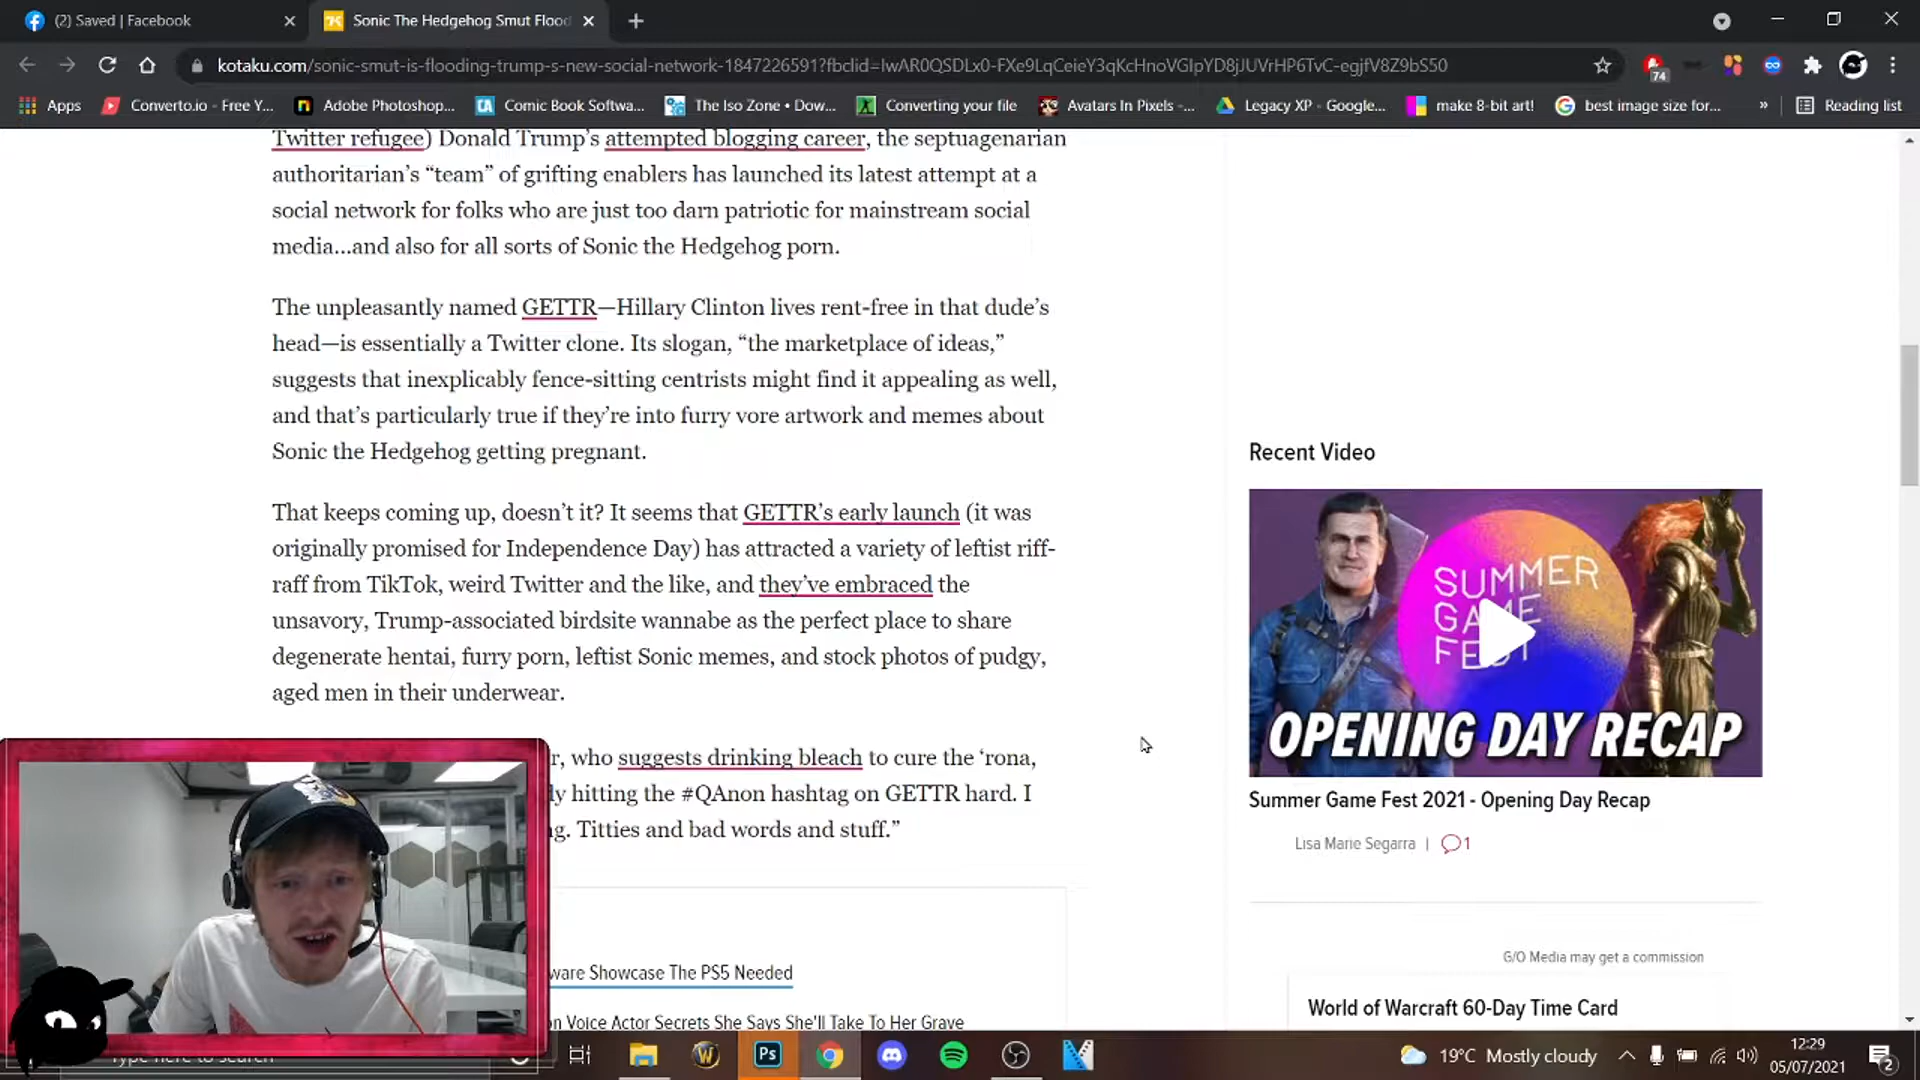 (2) Saved | Facebook
Sonic The Hedgehog Smut Flood
kotaku.com/sonic-smut-is-flooding-trump-s-new-social-network-1847226591?fbclid=IwAR0QSDLx0-FXe9LqCeieY3qKcHnoVGIpYD8jJUVrHP6TvC-egjfV8Z9bS50
74
Apps
Converto.io - Free Y...
Adobe Photoshop...
Comic Book Softwa...
The Iso Zone • Dow...
Converting your file
Avatars In Pixels -...
Legacy XP - Google...
make 8-bit art!
best image size for...
»
Reading list
Twitter refugee) Donald Trump’s attempted blogging career, the septuagenarian
authoritarian’s “team” of grifting enablers has launched its latest attempt at a
social network for folks who are just too darn patriotic for mainstream social
media...and also for all sorts of Sonic the Hedgehog porn.
The unpleasantly named GETTR—Hillary Clinton lives rent-free in that dude’s
head—is essentially a Twitter clone. Its slogan, “the marketplace of ideas,”
suggests that inexplicably fence-sitting centrists might find it appealing as well,
and that’s particularly true if they’re into furry vore artwork and memes about
Sonic the Hedgehog getting pregnant.
That keeps coming up, doesn’t it? It seems that GETTR’s early launch (it was
originally promised for Independence Day) has attracted a variety of leftist riff-
raff from TikTok, weird Twitter and the like, and they’ve embraced the
unsavory, Trump-associated birdsite wannabe as the perfect place to share
degenerate hentai, furry porn, leftist Sonic memes, and stock photos of pudgy,
aged men in their underwear.
r, who suggests drinking bleach to cure the ‘rona,
y hitting the #QAnon hashtag on GETTR hard. I
g. Titties and bad words and stuff.”
ware Showcase The PS5 Needed
n Voice Actor Secrets She Says She'll Take To Her Grave
Recent Video
SUMMER
GAME
FEST
OPENING DAY RECAP
Summer Game Fest 2021 - Opening Day Recap
Lisa Marie Segarra | 1
G/O Media may get a commission
World of Warcraft 60-Day Time Card
Type here to search
Ps
19°C Mostly cloudy
12:29
05/07/2021
2